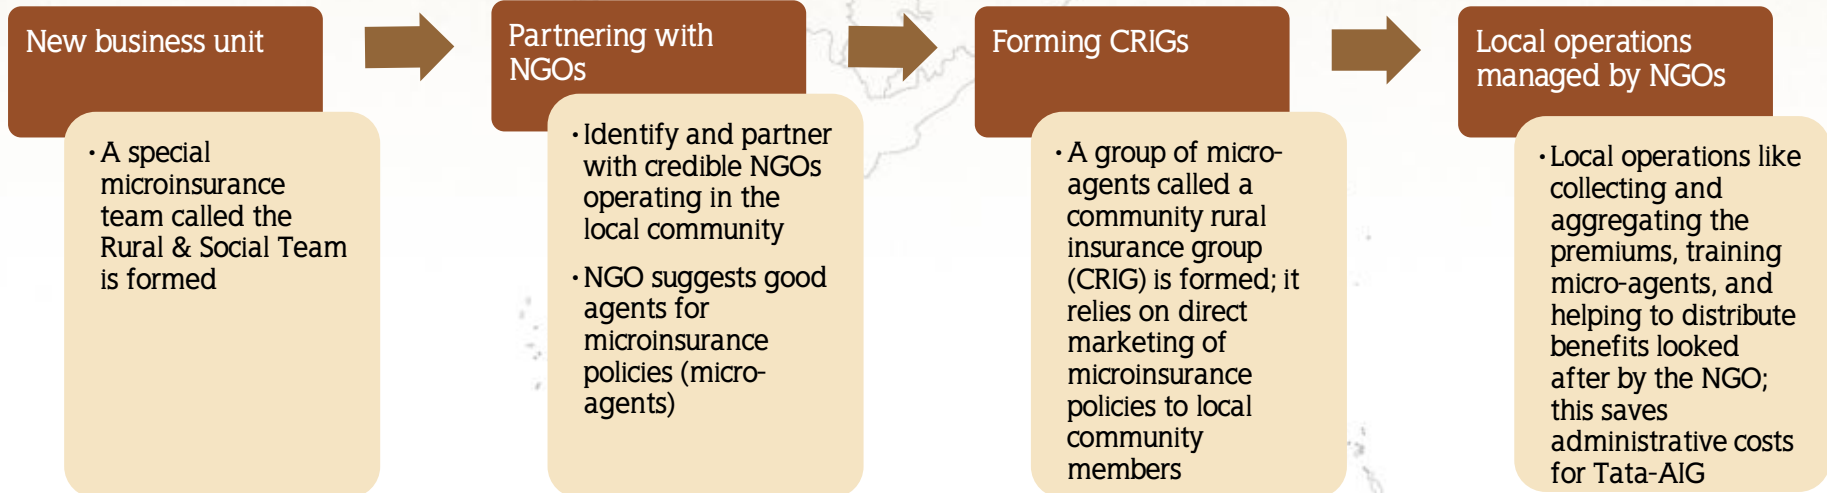 New business unit
· A special
microinsurance
team called the
Rural & Social Team
is formed
Partnering with
NGOs
· Identify and partner
with credible NGOs
operating in the
local community
· NGO suggests good
agents for
microinsurance
policies (micro-
agents)
Forming CRIGs
· A group of micro-
agents called a
community rural
insurance group
(CRIG) is formed; it
relies on direct
marketing of
microinsurance
policies to local
community
members
Local operations
managed by NGOs
· Local operations like
collecting and
aggregating the
premiums, training
micro-agents, and
helping to distribute
benefits looked
after by the NGO;
this saves
administrative costs
for Tata-AIG